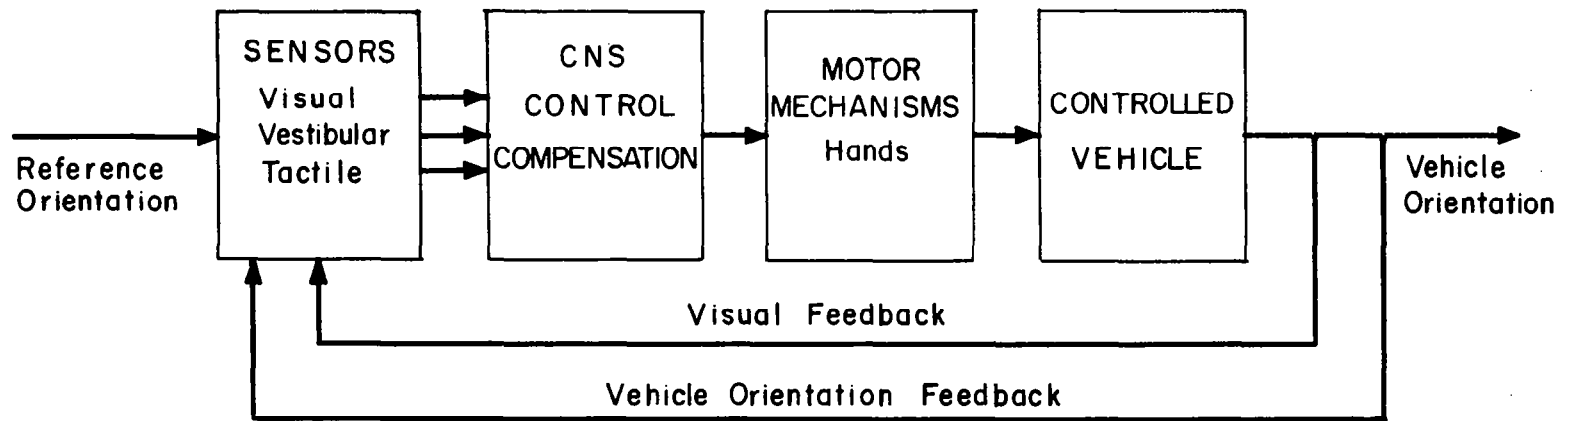 SENSORS
Visual
Vestibular
Tactile
CNS
CONTROL
COMPENSATION
MOTOR
MECHANISMS
Hands
CONTROLLED
VEHICLE
Reference
Orientation
Vehicle
Orientation
Visual Feedback
Vehicle Orientation Feedback